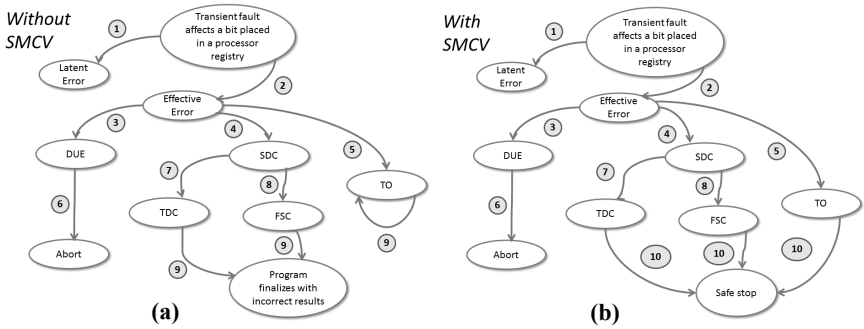 Without
SMCV
1
Transient fault
affects a bit placed
in a processor
registry
Latent
Error
2
Effective
Error
3
4
5
DUE
SDC
TO
6
7
8
TDC
FSC
9
9
9
Abort
Program
finalizes with
incorrect results
(a)
With
SMCV
1
Transient fault
affects a bit placed
in a processor
registry
Latent
Error
2
Effective
Error
3
4
5
DUE
SDC
TO
6
7
8
TDC
FSC
10
10
10
Abort
Safe stop
(b)